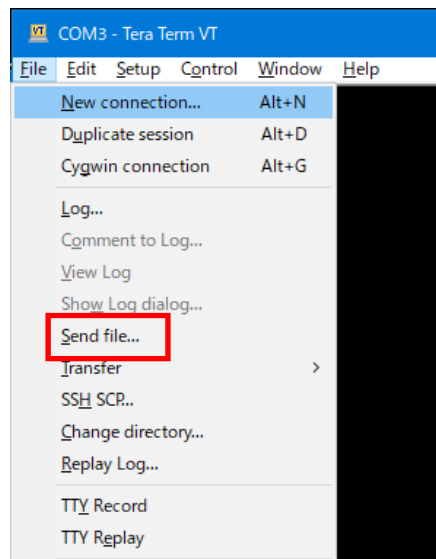 VT COM3 - Tera Term VT
File Edit Setup Control Window Help
New connection... Alt+N
Duplicate session Alt+D
Cygwin connection Alt+G
Log...
Comment to Log...
View Log
Show Log dialog...
Send file...
Transfer >
SSH SCP...
Change directory...
Replay Log...
TTY Record
TTY Replay